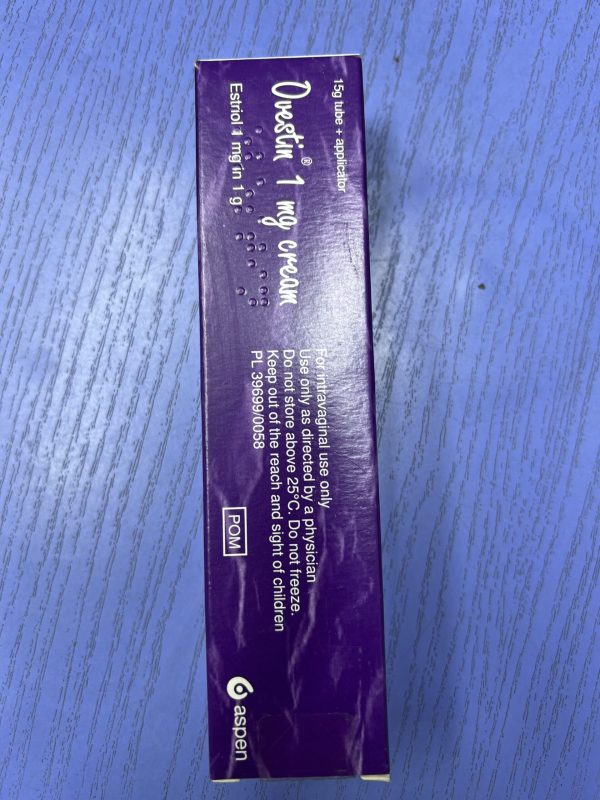 15g tube + applicator
Ovestin® 1 mg cream
Estriol 1 mg in 1 g
For intravaginal use only
Use only as directed by a physician
Do not store above 25°C. Do not freeze.
Keep out of the reach and sight of children
PL 39699/0058
POM
aspen